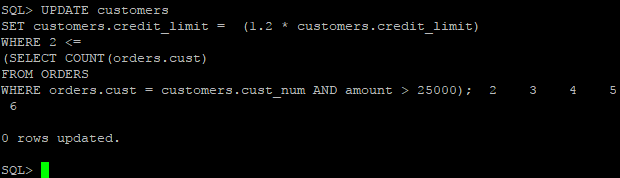 SQL> UPDATE customers
SET customers.credit_limit =  (1.2 * customers.credit_limit)
WHERE 2 <=
(SELECT COUNT(orders.cust)
FROM ORDERS
WHERE orders.cust = customers.cust_num AND amount > 25000);  2    3    4    5
 6
0 rows updated.
SQL>